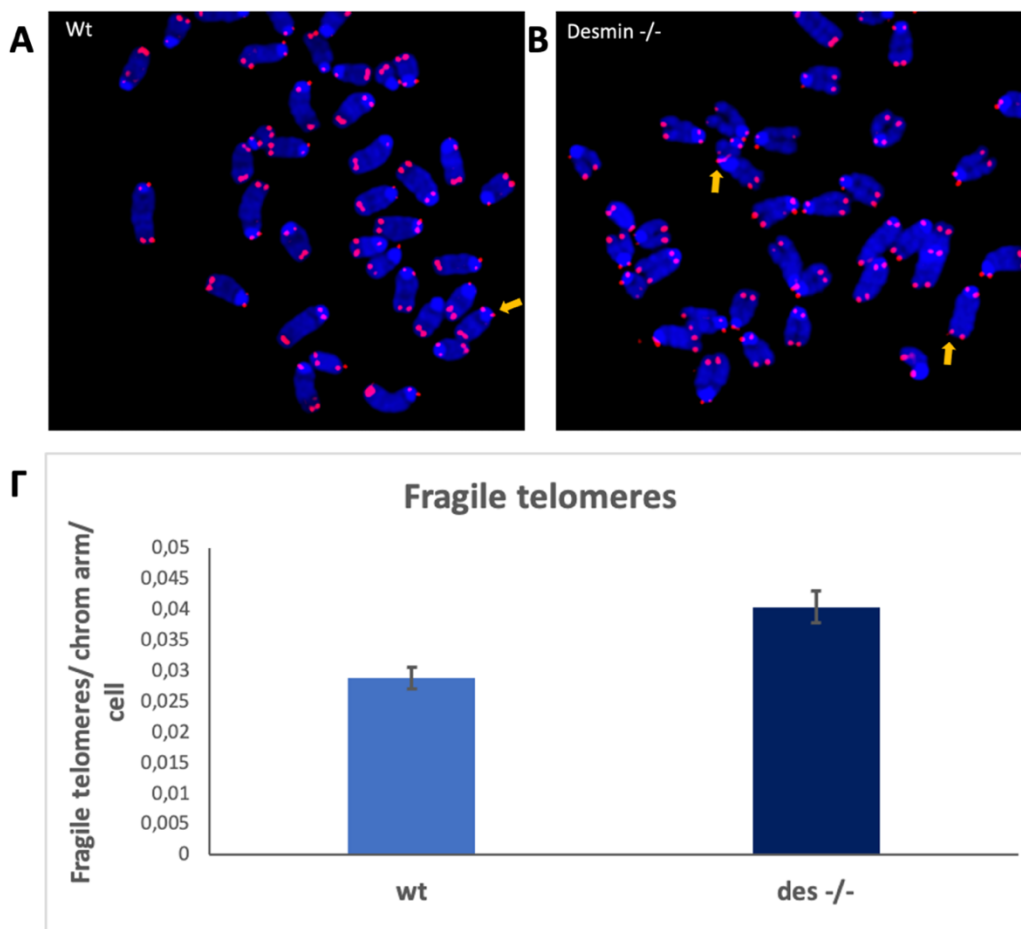 A
Wt
B
Desmin -/-
Γ
Fragile telomeres
Fragile telomeres/ chrom arm/
cell
0,05
0,045
0,04
0,035
0,03
0,025
0,02
0,015
0,01
0,005
0
wt
des -/-